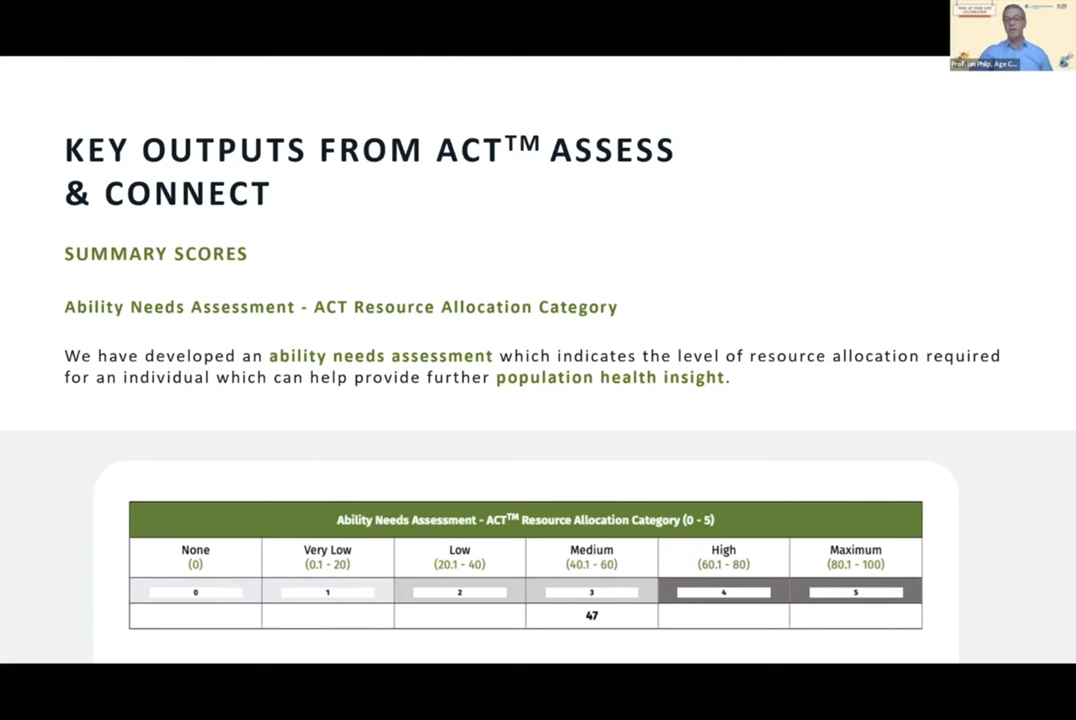 Prof. Ian Philp, Age C...
KEY OUTPUTS FROM ACT™ ASSESS
& CONNECT
SUMMARY SCORES
Ability Needs Assessment - ACT Resource Allocation Category
We have developed an ability needs assessment which indicates the level of resource allocation required
for an individual which can help provide further population health insight.
Ability Needs Assessment - ACT™ Resource Allocation Category (0 - 5)
None Very Low Low Medium High Maximum
(0) (0.1 - 20) (20.1 - 40) (40.1 - 60) (60.1 - 80) (80.1 - 100)
0 1 2 3 4 5
47